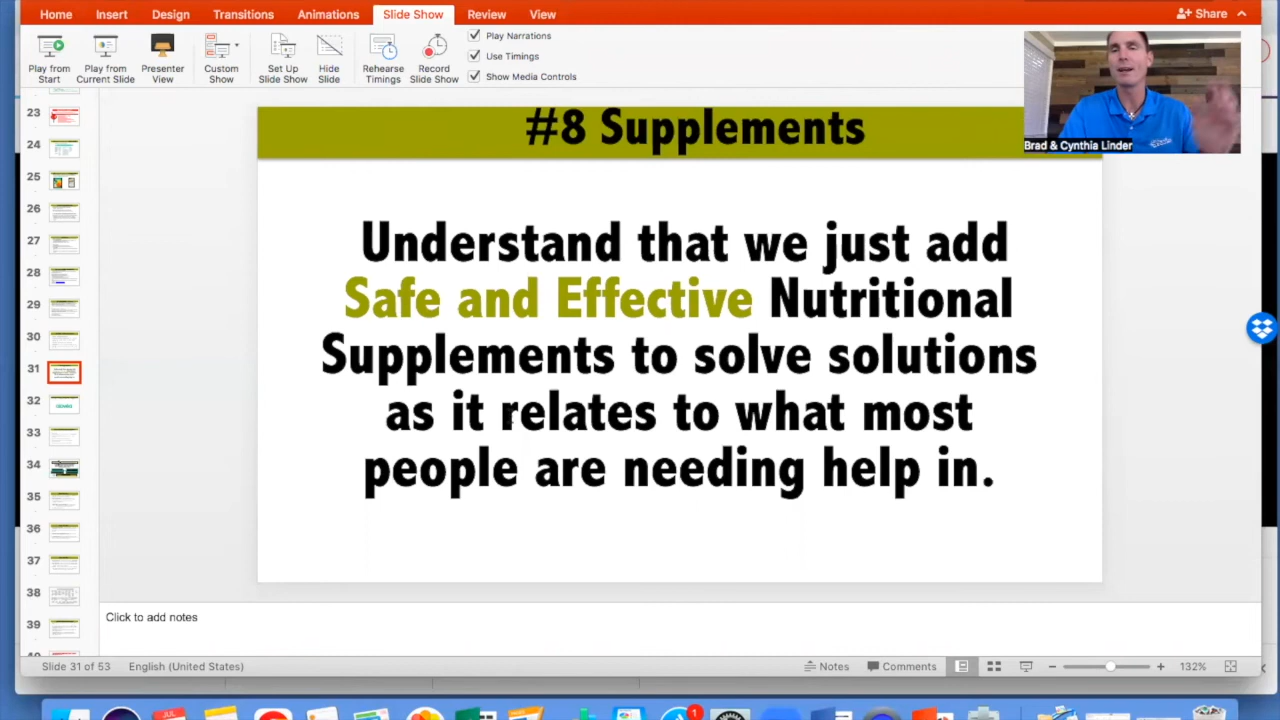 Home Insert Design Transitions Animations Slide Show Review View Share
Play from Start
Play from Current Slide
Presenter View
Custom Show
Set Up Slide Show
Hide Slide
Rehearse Timings
Record Slide Show
Play Narrations
Use Timings
Show Media Controls
Brad & Cynthia Linder
23
24
25
26
27
28
29
30
31
32
33
34
35
36
37
38
39
#8 Supplements
Understand that we just add
Safe and Effective Nutritional
Supplements to solve solutions
as it relates to what most
people are needing help in.
Click to add notes
Slide 31 of 53 English (United States) Notes Comments 132%
JUL 1